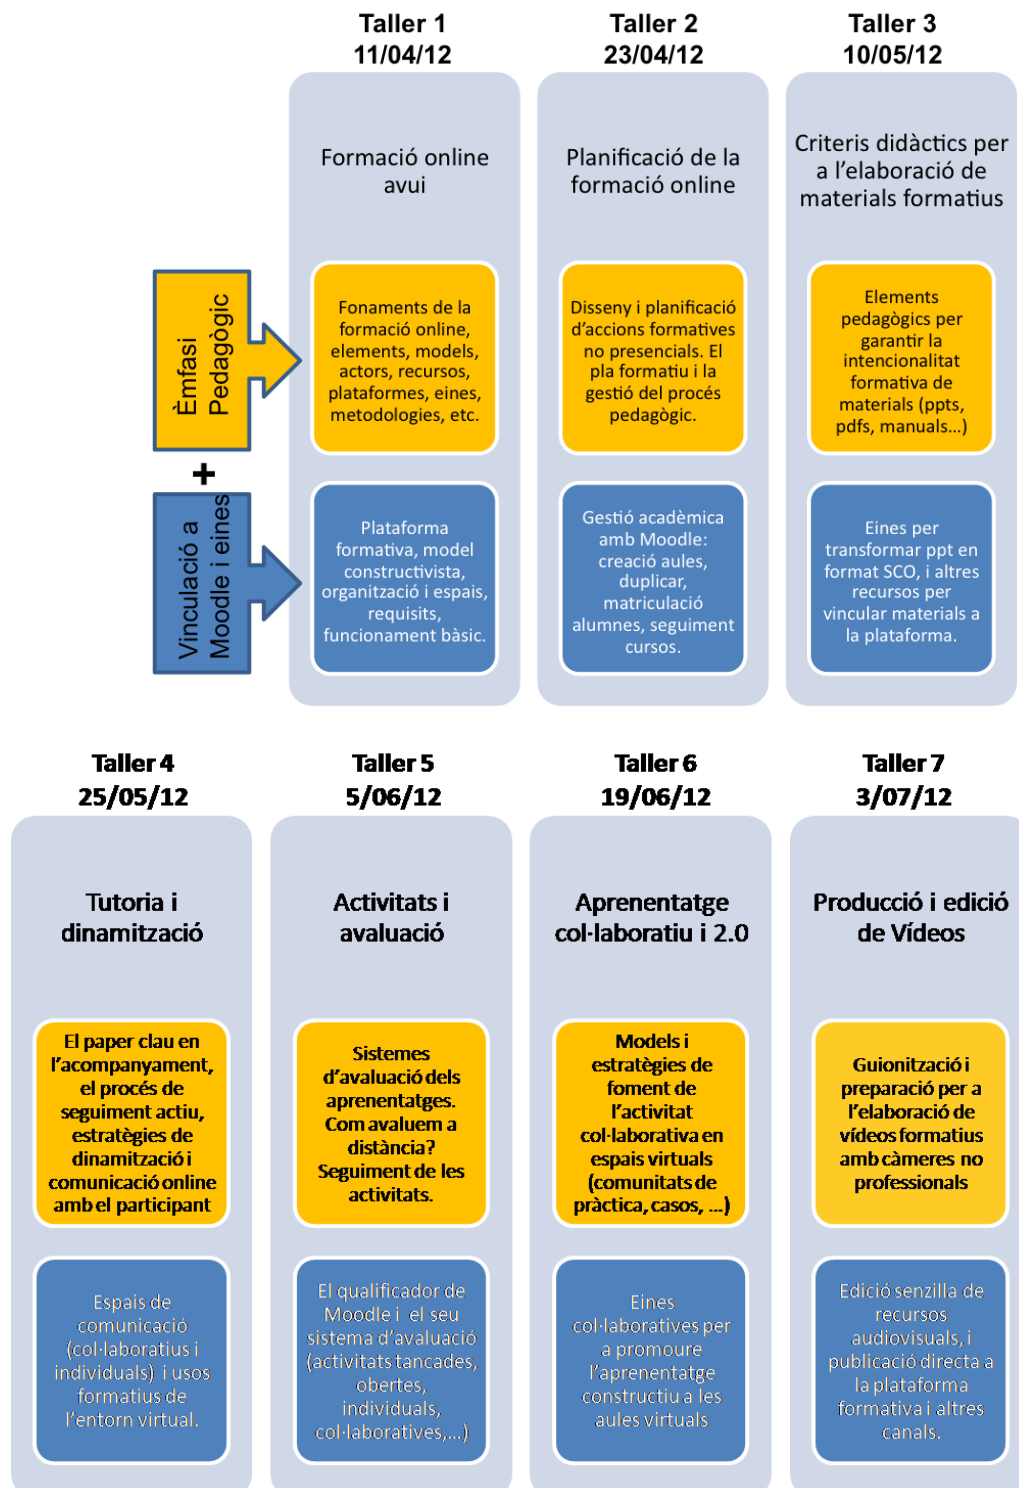 Taller 1
11/04/12
Taller 2
23/04/12
Taller 3
10/05/12
Formació online
avui
Planificació de la
formació online
Criteris didàctics per
a l’elaboració de
materials formatius
Èmfasi
Pedagògic
Fonaments de la
formació online,
elements, models,
actors, recursos,
plataformes, eines,
metodologies, etc.
Disseny i planificació
d’accions formatives
no presencials. El
pla formatiu i la
gestió del procés
pedagògic.
Elements
pedagògics per
garantir la
intencionalitat
formativa de
materials (ppts,
pdfs, manuals...)
+
Vinculació a
Moodle i eines
Plataforma
formativa, model
constructivista,
organització i espais,
requisits,
funcionament bàsic.
Gestió acadèmica
amb Moodle:
creació aules,
duplicar,
matriculació
alumnes, seguiment
cursos.
Eines per
transformar ppt en
format SCO, i altres
recursos per
vincular materials a
la plataforma.
Taller 4
25/05/12
Taller 5
5/06/12
Taller 6
19/06/12
Taller 7
3/07/12
Tutoria i
dinamització
Activitats i
avaluació
Aprenentatge
col·laboratiu i 2.0
Producció i edició
de Vídeos
El paper clau en
l’acompanyament,
el procés de
seguiment actiu,
estratègies de
dinamització i
comunicació online
amb el participant
Sistemes
d’avaluació dels
aprenentatges.
Com avaluem a
distància?
Seguiment de les
activitats.
Models i
estratègies de
foment de
l’activitat
col·laborativa en
espais virtuals
(comunitats de
pràctica, casos, ...)
Guionització i
preparació per a
l’elaboració de
vídeos formatius
amb càmeres no
professionals
Espais de
comunicació
(col·laboratius i
individuals) i usos
formatius de
l’entorn virtual.
El qualificador de
Moodle i el seu
sistema d’avaluació
(activitats tancades,
obertes,
individuals,
col·laboratives,...)
Eines
col·laboratives per
a promoure
l’aprenentatge
constructiu a les
aules virtuals
Edició senzilla de
recursos
audiovisuals, i
publicació directa a
la plataforma
formativa i altres
canals.